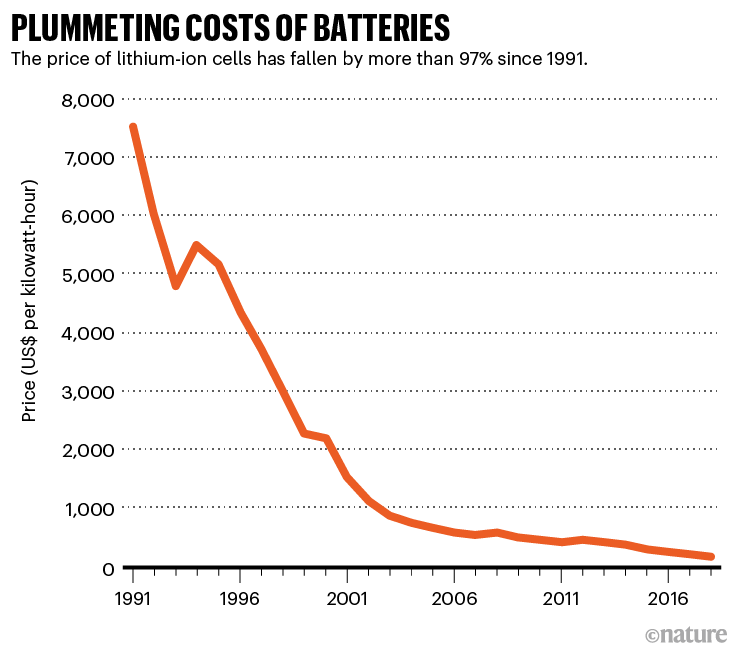 PLUMMETING COSTS OF BATTERIES
The price of lithium-ion cells has fallen by more than 97% since 1991.
8,000
7,000
6,000
5,000
4,000
3,000
2,000
1,000
0
Price (US$ per kilowatt-hour)
1991 1996 2001 2006 2011 2016
©nature